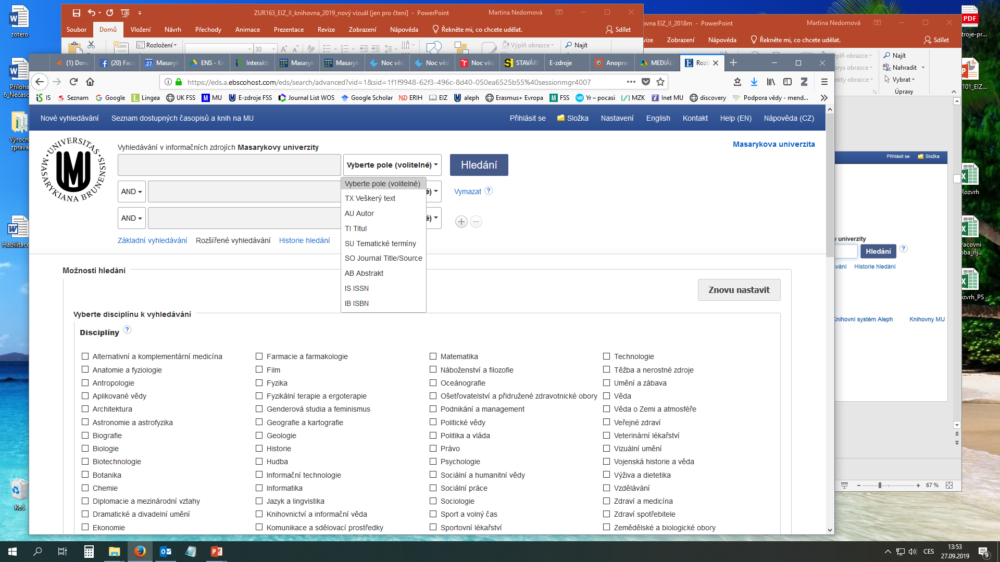 zotero
Příloha
6_Nečasc
Výročn
zpráva
Habilitace
Koš
ZUR163_EIZ_II_knihovna_2019_nový vizuál [jen pro čtení] - PowerPoint
Martina Nedomová
Soubor Domů Vložení Návrh Přechody Animace Prezentace Revize Zobrazení Nápověda Řekněte mi, co chcete udělat. Sdílet
Rozložení 30 Výplň obrazce Najít
ovna EIZ_II_2018m - PowerPoint Martina Nedomová
vize Zobrazení Nápověda Řekněte mi, co chcete udělat. Sdílet
ýplň obrazce Najít
orys obrazce Nahradit
ekty obrazce Vybrat
Úpravy
PDF
troje-pr...
101_EIZ...
(1) Doru (20) Fac 27 Masaryk ENS - Kn Interakti Masaryk Masaryk Noc věd Noc věd Noc věd STAVÁRI E-zdroje Anopres MEDIÁLN Rozš
https://eds.a.ebscohost.com/eds/search/advanced?vid=1&sid=1f1f9948-62f3-496c-8d40-050ea6525b55%40sessionmgr4007
IS Seznam Google Lingea UK FSS MU E-zdroje FSS Journal List WOS Google Scholar ERIH EIZ aleph Erasmus+ Evropa FSS Yr – pocasi MZK Inet MU discovery Podpora vědy - mend...
Nové vyhledávání Seznam dostupných časopisů a knih na MU Přihlásit se Složka Nastavení English Kontakt Help (EN) Nápověda (CZ)
UNIVERSITAS MASARYKIANA BRUNENSIS
Vyhledávání v informačních zdrojích Masarykovy univerzity
Masarykova univerzita
Vyberte pole (volitelné) Hledání
AND é) Vymazat ?
AND é)
Vyberte pole (volitelné)
TX Veškerý text
AU Autor
TI Titul
SU Tematické termíny
SO Journal Title/Source
AB Abstrakt
IS ISSN
IB ISBN
Základní vyhledávání Rozšířené vyhledávání Historie hledání
Možnosti hledání
Znovu nastavit
Vyberte disciplínu k vyhledávání
Disciplíny ?
Alternativní a komplementární medicína Farmacie a farmakologie Matematika Technologie
Anatomie a fyziologie Film Náboženství a filozofie Těžba a nerostné zdroje
Antropologie Fyzika Oceánografie Umění a zábava
Aplikované vědy Fyzikální terapie a ergoterapie Ošetřovatelství a přidružené zdravotnické obory Věda
Architektura Genderová studia a feminismus Podnikání a management Věda o Zemi a atmosféře
Astronomie a astrofyzika Geografie a kartografie Politické vědy Veřejné zdraví
Biografie Geologie Politika a vláda Veterinární lékařství
Biologie Historie Právo Vizuální umění
Biotechnologie Hudba Psychologie Vojenská historie a věda
Botanika Informační technologie Sociální a humanitní vědy Výživa a dietetika
Chemie Informatika Sociální práce Vzdělávání
Diplomacie a mezinárodní vztahy Jazyk a lingvistika Sociologie Zdraví a medicína
Dramatické a divadelní umění Knihovnictví a informační věda Sport a volný čas Zdraví spotřebitele
Ekonomie Komunikace a sdělovací prostředky Sportovní lékařství Zemědělské a biologické obory
Přihlásit se Složka
y univerzity
Hledání ?
ávání Historie hledání
Knihovní systém Aleph Knihovny MU
67 %
Rozvrh
racovni
oba_rij...
ozvrh_PS
CES
13:53
27.09.2019
9